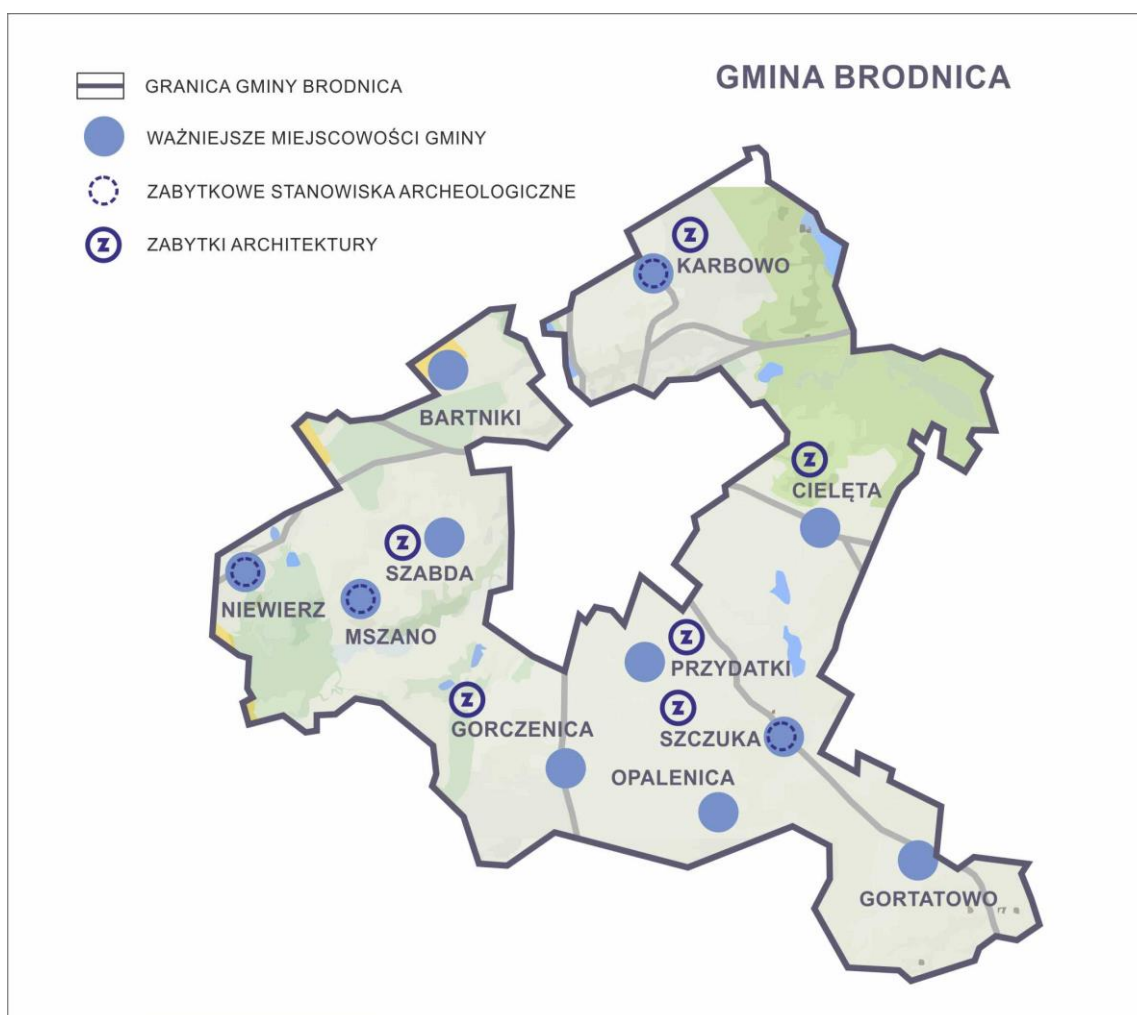 GMINA BRODNICA
GRANICA GMINY BRODNICA
WAŻNIEJSZE MIEJSCOWOŚCI GMINY
ZABYTKOWE STANOWISKA ARCHEOLOGICZNE
Z ZABYTKI ARCHITEKTURY
Z
KARBOWO
BARTNIKI
Z
CIELĘTA
Z
SZABDA
NIEWIERZ
MSZANO
Z
PRZYDATKI
Z
GORCZENICA
Z
SZCZUKA
OPALENICA
GORTATOWO